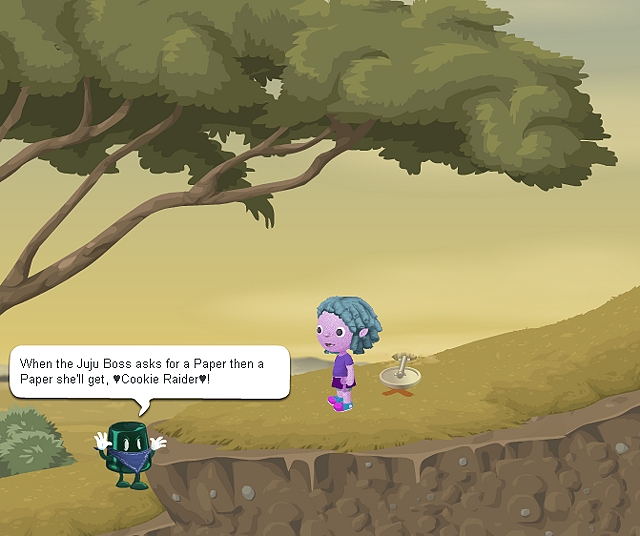 When the Juju Boss asks for a Paper then a
Paper she'll get, ♥Cookie Raider♥!